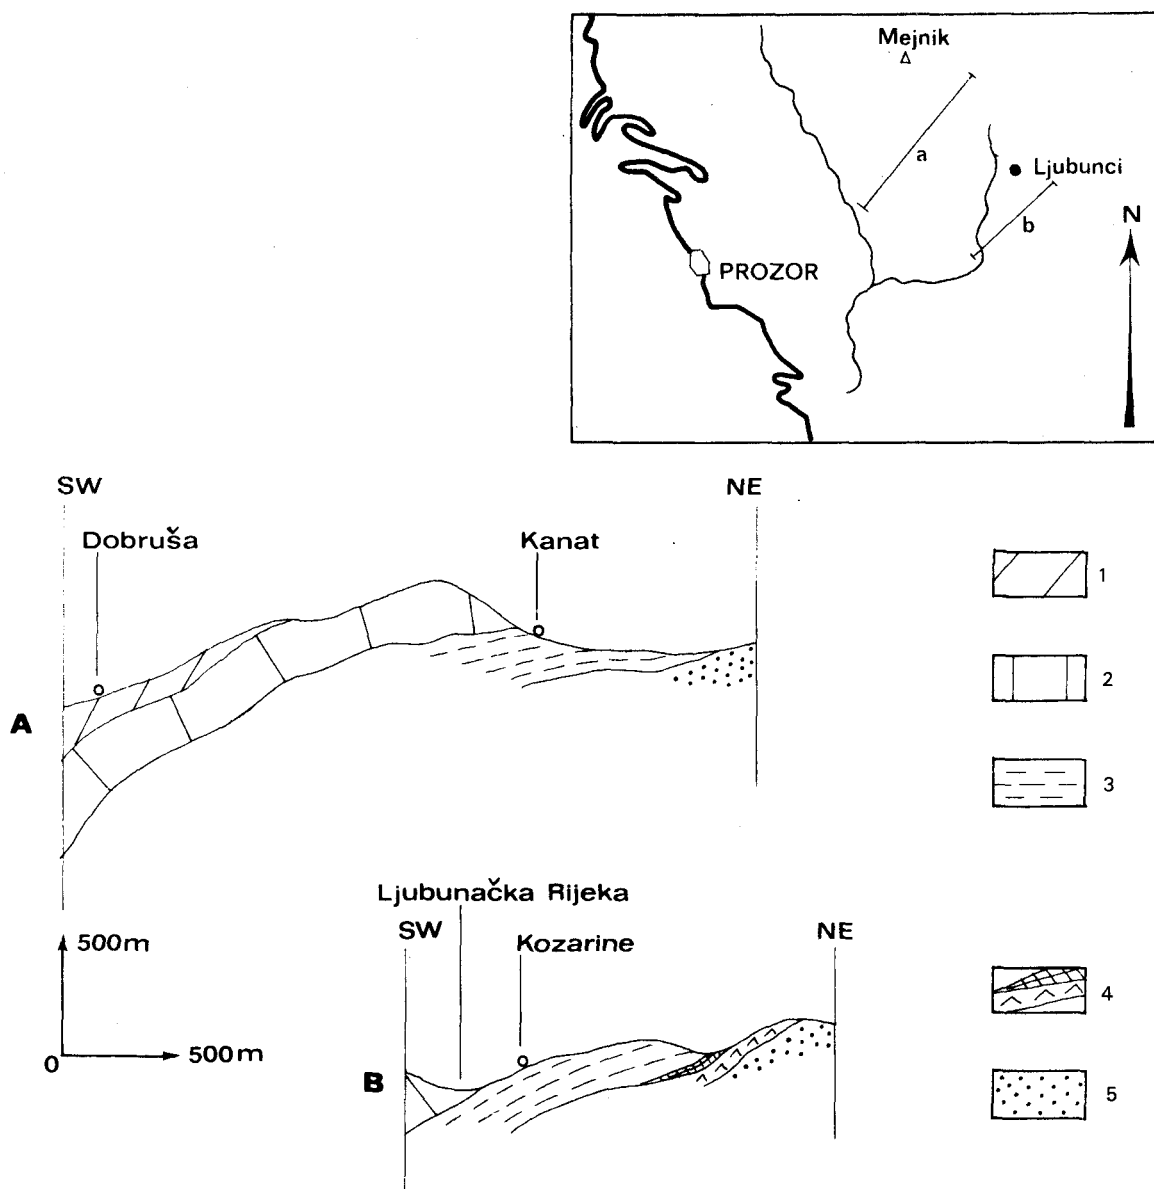 Mejnik
a
Ljubunci
b
N
PROZOR
SW
NE
Dobruša
Kanat
1
2
A
3
Ljubunačka Rijeka
SW
NE
500m
Kozarine
4
0
500m
B
5